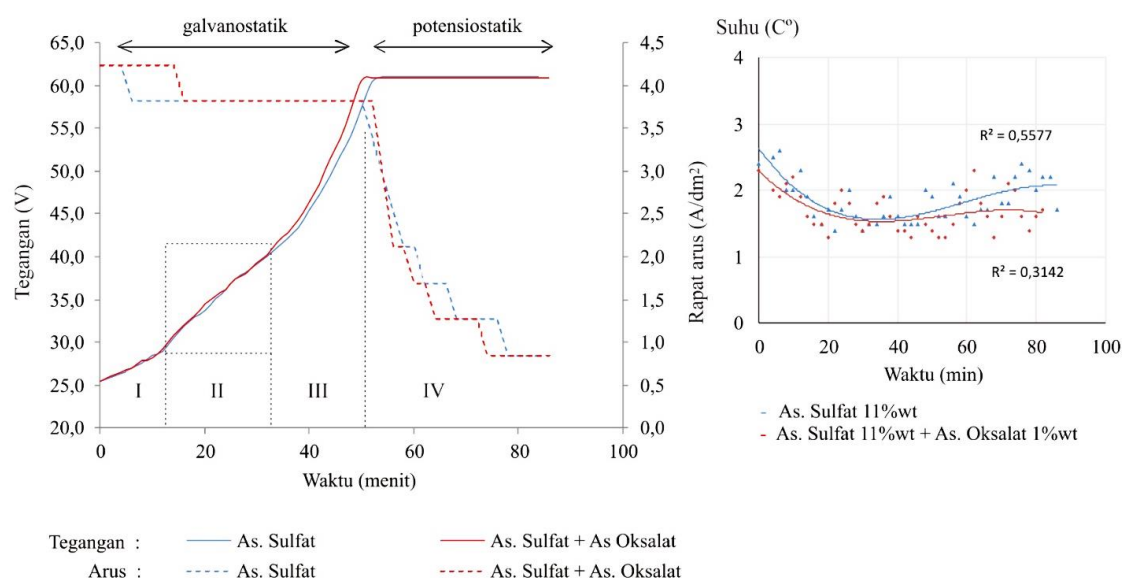 galvanostatik
potensiostatik
65,0
60,0
55,0
50,0
45,0
40,0
35,0
30,0
25,0
20,0
Tegangan (V)
4,5
4,0
3,5
3,0
2,5
2,0
1,5
1,0
0,5
0,0
I
II
III
IV
0
20
40
60
80
100
Waktu (menit)
Suhu (Cº)
4
3
2
1
0
Rapat arus (A/dm²)
R² = 0,5577
R² = 0,3142
0
20
40
60
80
100
Waktu (min)
As. Sulfat 11%wt
As. Sulfat 11%wt + As. Oksalat 1%wt
Tegangan : As. Sulfat As. Sulfat + As Oksalat
Arus : As. Sulfat As. Sulfat + As. Oksalat